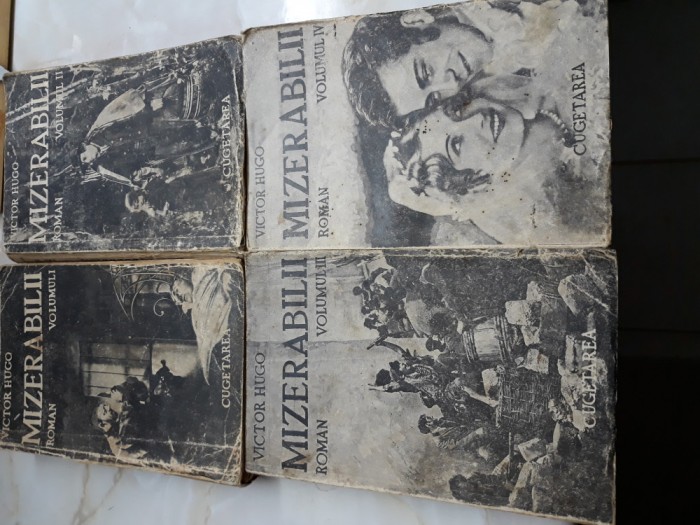 VICTOR HUGO
MIZERABILII
ROMAN VOLUMUL II
CUGETAREA
VICTOR HUGO
MIZERABILII
ROMAN VOLUMUL IV
CUGETAREA
VICTOR HUGO
MIZERABILII
ROMAN VOLUMUL I
CUGETAREA
VICTOR HUGO
MIZERABILII
ROMAN VOLUMUL III
CUGETAREA